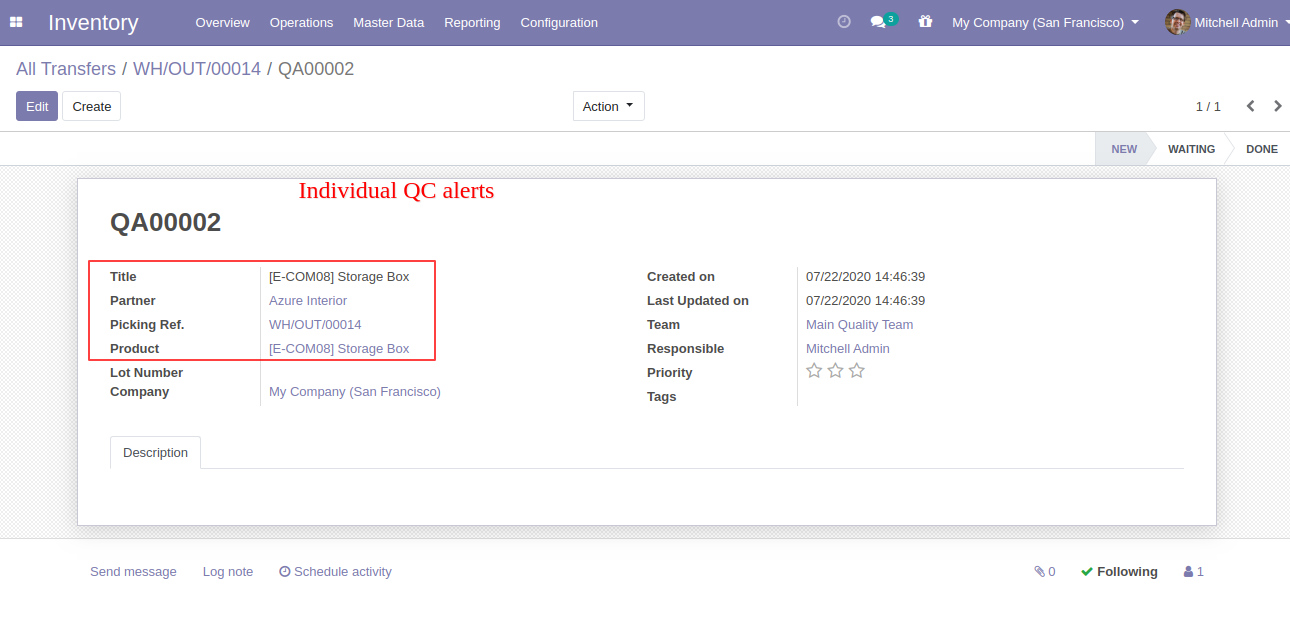 Inventory Overview Operations Master Data Reporting Configuration 3 My Company (San Francisco) Mitchell Admin
All Transfers / WH/OUT/00014 / QA00002
Edit Create Action 1 / 1
NEW WAITING DONE
Individual QC alerts
QA00002
Title [E-COM08] Storage Box Created on 07/22/2020 14:46:39
Partner Azure Interior Last Updated on 07/22/2020 14:46:39
Picking Ref. WH/OUT/00014 Team Main Quality Team
Product [E-COM08] Storage Box Responsible Mitchell Admin
Lot Number Priority
Company My Company (San Francisco) Tags
Description
Send message Log note Schedule activity 0 Following 1